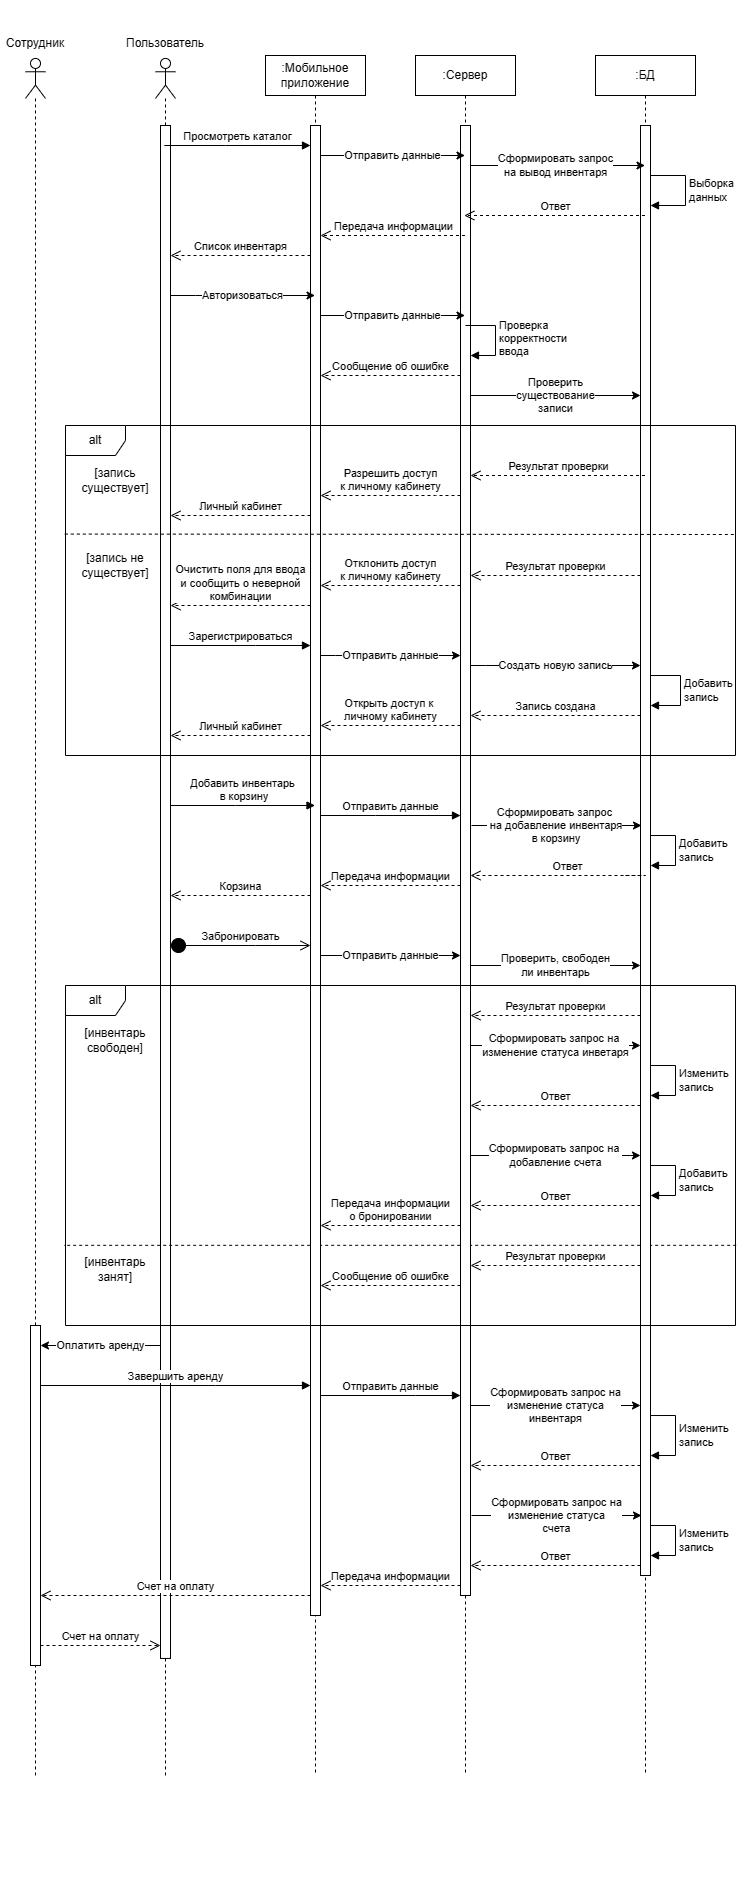 Сотрудник
Пользователь
:Мобильное
приложение
:Сервер
:БД
Просмотреть каталог
Отправить данные
Сформировать запрос
на вывод инвентаря
Выборка
данных
Ответ
Передача информации
Список инвентаря
Авторизоваться
Отправить данные
Проверка
корректности
ввода
Сообщение об ошибке
Проверить
существование
записи
alt
[запись
существует]
Результат проверки
Разрешить доступ
к личному кабинету
Личный кабинет
[запись не
существует]
Результат проверки
Отклонить доступ
к личному кабинету
Очистить поля для ввода
и сообщить о неверной
комбинации
Зарегистрироваться
Отправить данные
Создать новую запись
Добавить
запись
Запись создана
Открыть доступ к
личному кабинету
Личный кабинет
Добавить инвентарь
в корзину
Отправить данные
Сформировать запрос
на добавление инвентаря
в корзину
Добавить
запись
Ответ
Передача информации
Корзина
Забронировать
Отправить данные
Проверить, свободен
ли инвентарь
alt
[инвентарь
свободен]
Результат проверки
Сформировать запрос на
изменение статуса инветаря
Изменить
запись
Ответ
Сформировать запрос на
добавление счета
Добавить
запись
Ответ
Передача информации
о бронировании
[инвентарь
занят]
Результат проверки
Сообщение об ошибке
Оплатить аренду
Завершить аренду
Отправить данные
Сформировать запрос на
изменение статуса
инвентаря
Изменить
запись
Ответ
Сформировать запрос на
изменение статуса
счета
Изменить
запись
Ответ
Передача информации
Счет на оплату
Счет на оплату